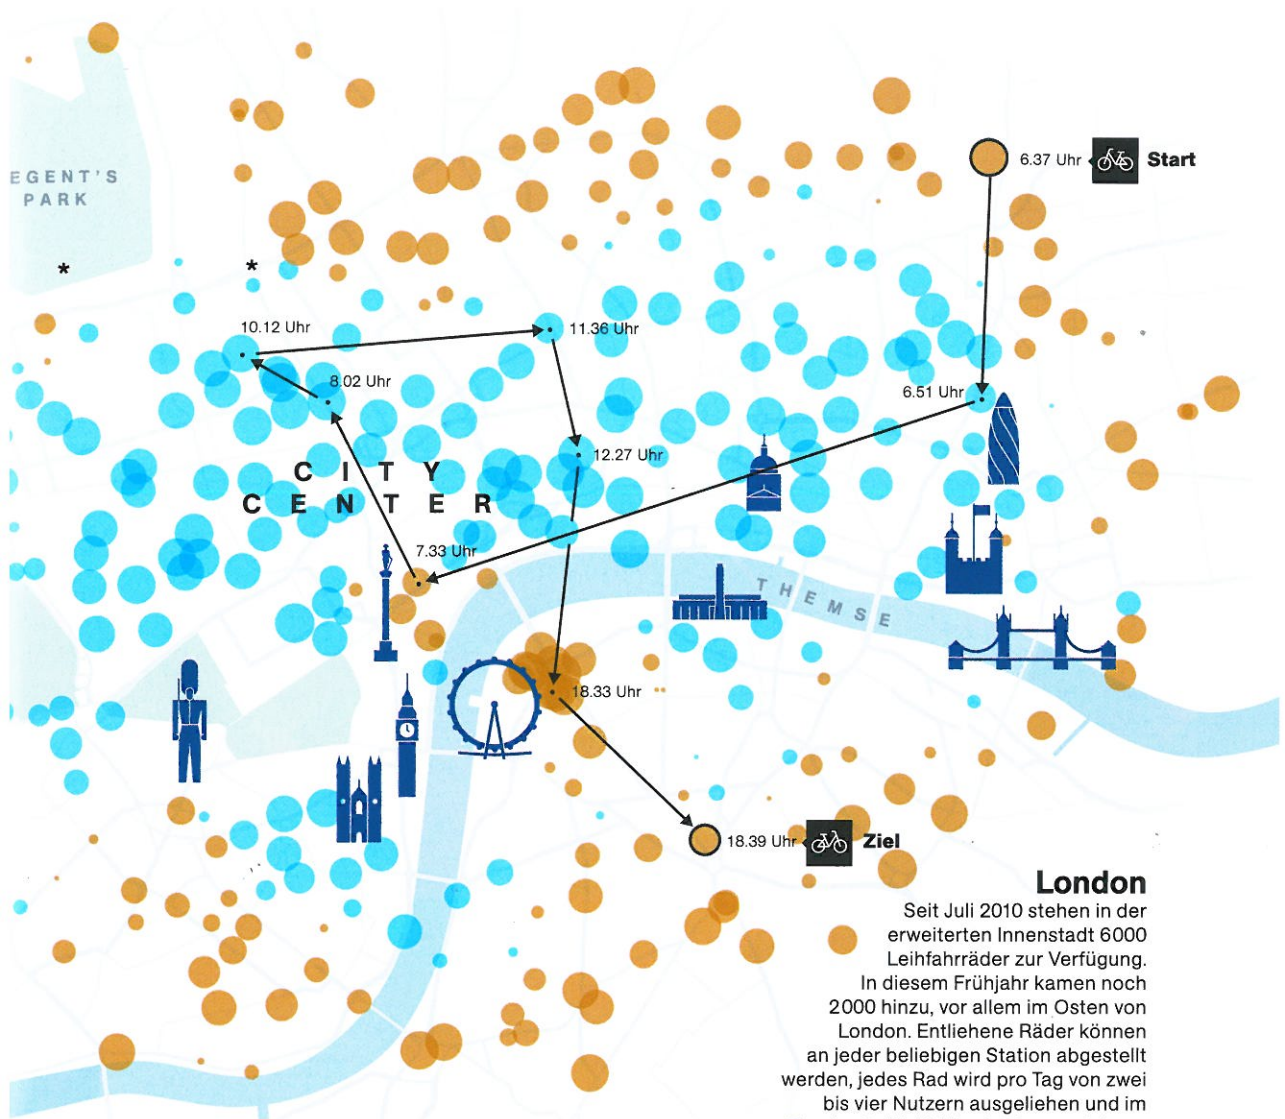 6.37 Uhr Start
EGENT'S
PARK
*
*
10.12 Uhr
11.36 Uhr
8.02 Uhr
6.51 Uhr
12.27 Uhr
CITY
CENTER
7.33 Uhr
THEMSE
18.33 Uhr
18.39 Uhr Ziel
London
Seit Juli 2010 stehen in der
erweiterten Innenstadt 6000
Leihfahrräder zur Verfügung.
In diesem Frühjahr kamen noch
2000 hinzu, vor allem im Osten von
London. Entliehene Räder können
an jeder beliebigen Station abgestellt
werden, jedes Rad wird pro Tag von zwei
bis vier Nutzern ausgeliehen und im